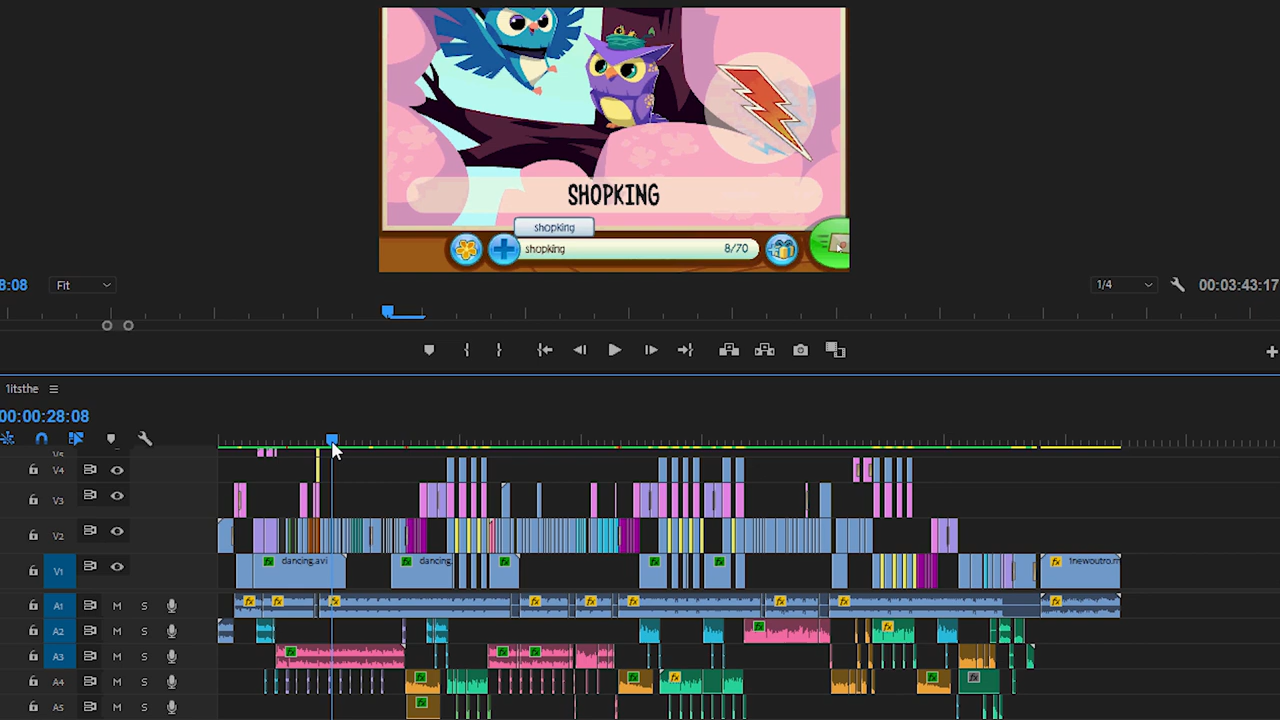 SHOPKING
shopking
shopking 8/70
8:08 Fit 1/4 00:03:43:17
1itsthe
00:00:28:08
V4
V3
V2
V1 dancing.avi dancing. 1newoutro.m
A1 M S
A2 M S
A3 M S
A4 M S
A5 M S